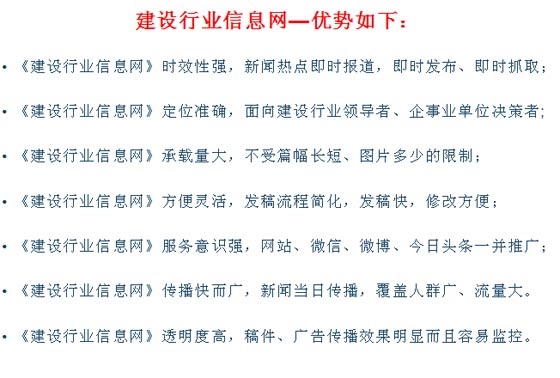 建设行业信息网—优势如下：
• 《建设行业信息网》时效性强，新闻热点即时报道，即时发布、即时抓取；
• 《建设行业信息网》定位准确，面向建设行业领导者、企事业单位决策者;
• 《建设行业信息网》承载量大，不受篇幅长短、图片多少的限制；
• 《建设行业信息网》方便灵活，发稿流程简化，发稿快，修改方便；
• 《建设行业信息网》服务意识强，网站、微信、微博、今日头条一并推广；
• 《建设行业信息网》传播快而广，新闻当日传播，覆盖人群广、流量大。
• 《建设行业信息网》透明度高，稿件、广告传播效果明显而且容易监控。